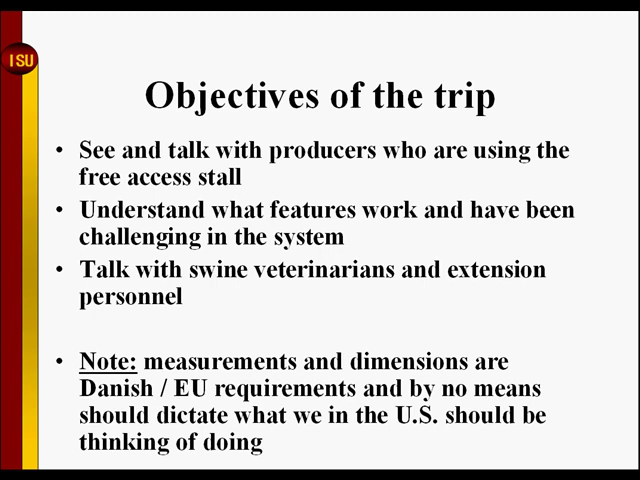 ISU
Objectives of the trip
• See and talk with producers who are using the
free access stall
• Understand what features work and have been
challenging in the system
• Talk with swine veterinarians and extension
personnel
• Note: measurements and dimensions are
Danish / EU requirements and by no means
should dictate what we in the U.S. should be
thinking of doing